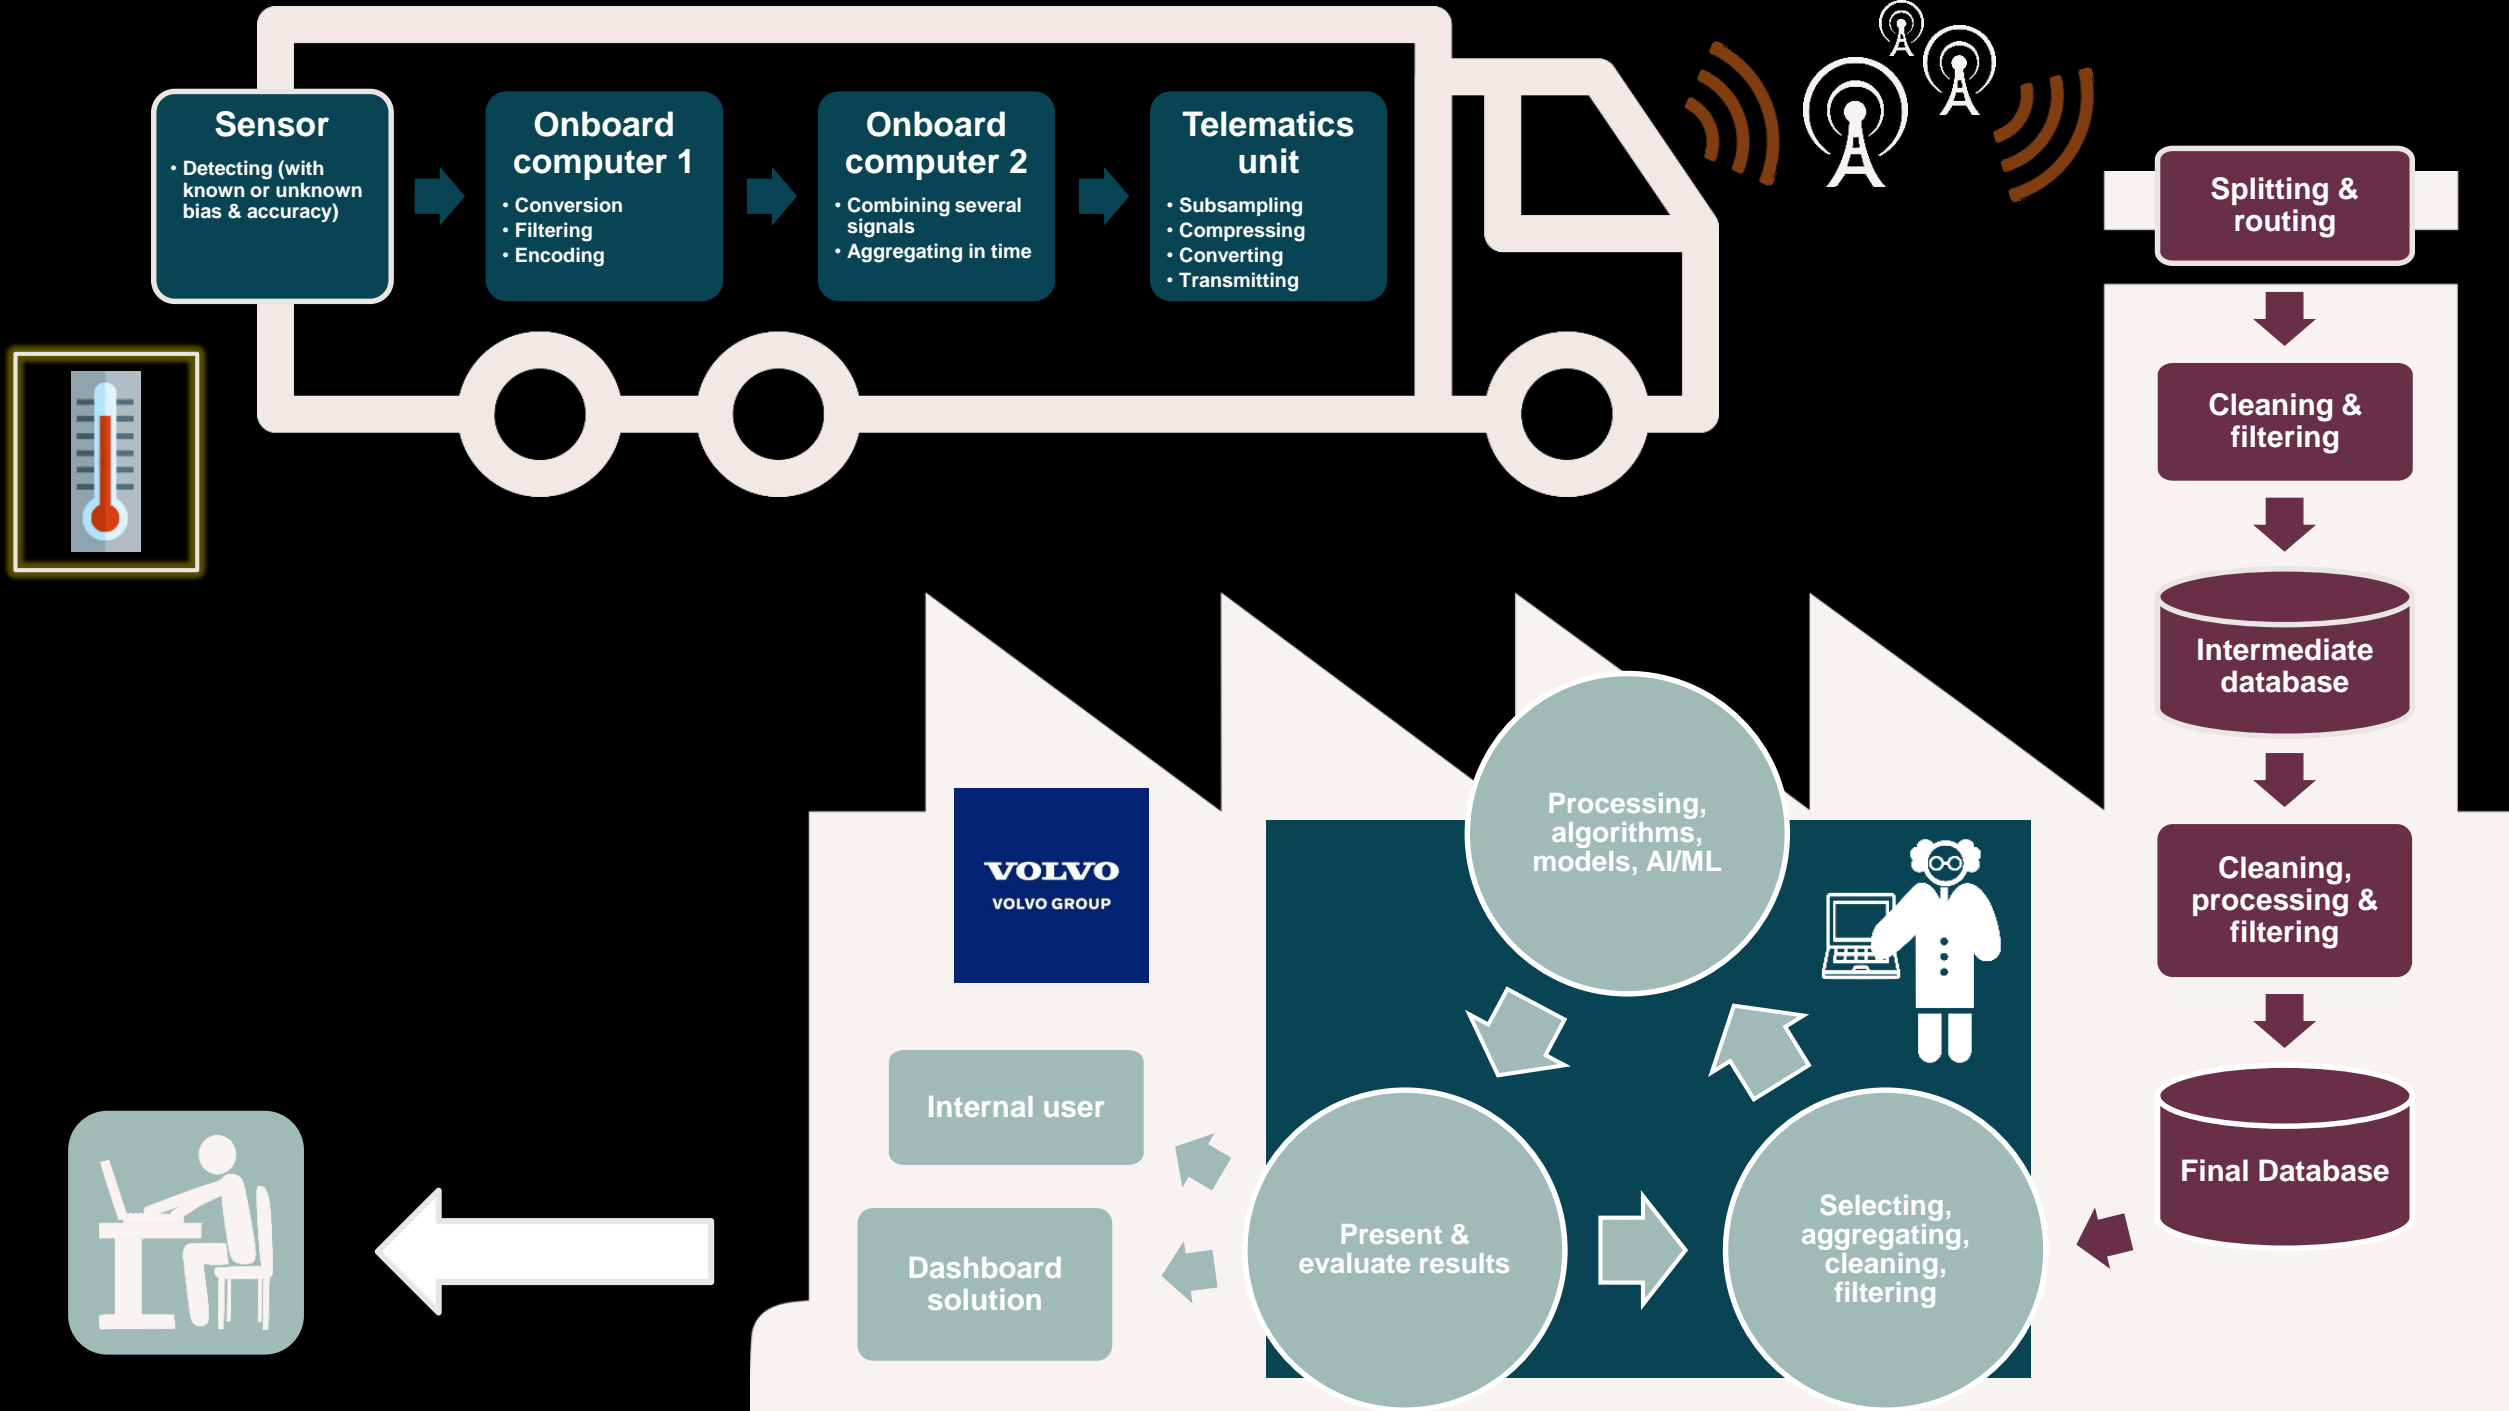 Sensor
• Detecting (with
known or unknown
bias & accuracy)
Onboard
computer 1
• Conversion
• Filtering
• Encoding
Onboard
computer 2
• Combining several
signals
• Aggregating in time
Telematics
unit
• Subsampling
• Compressing
• Converting
• Transmitting
Splitting &
routing
Cleaning &
filtering
Intermediate
database
Cleaning,
processing &
filtering
Final Database
Selecting,
aggregating,
cleaning,
filtering
Processing,
algorithms,
models, AI/ML
Present &
evaluate results
VOLVO
VOLVO GROUP
Internal user
Dashboard
solution